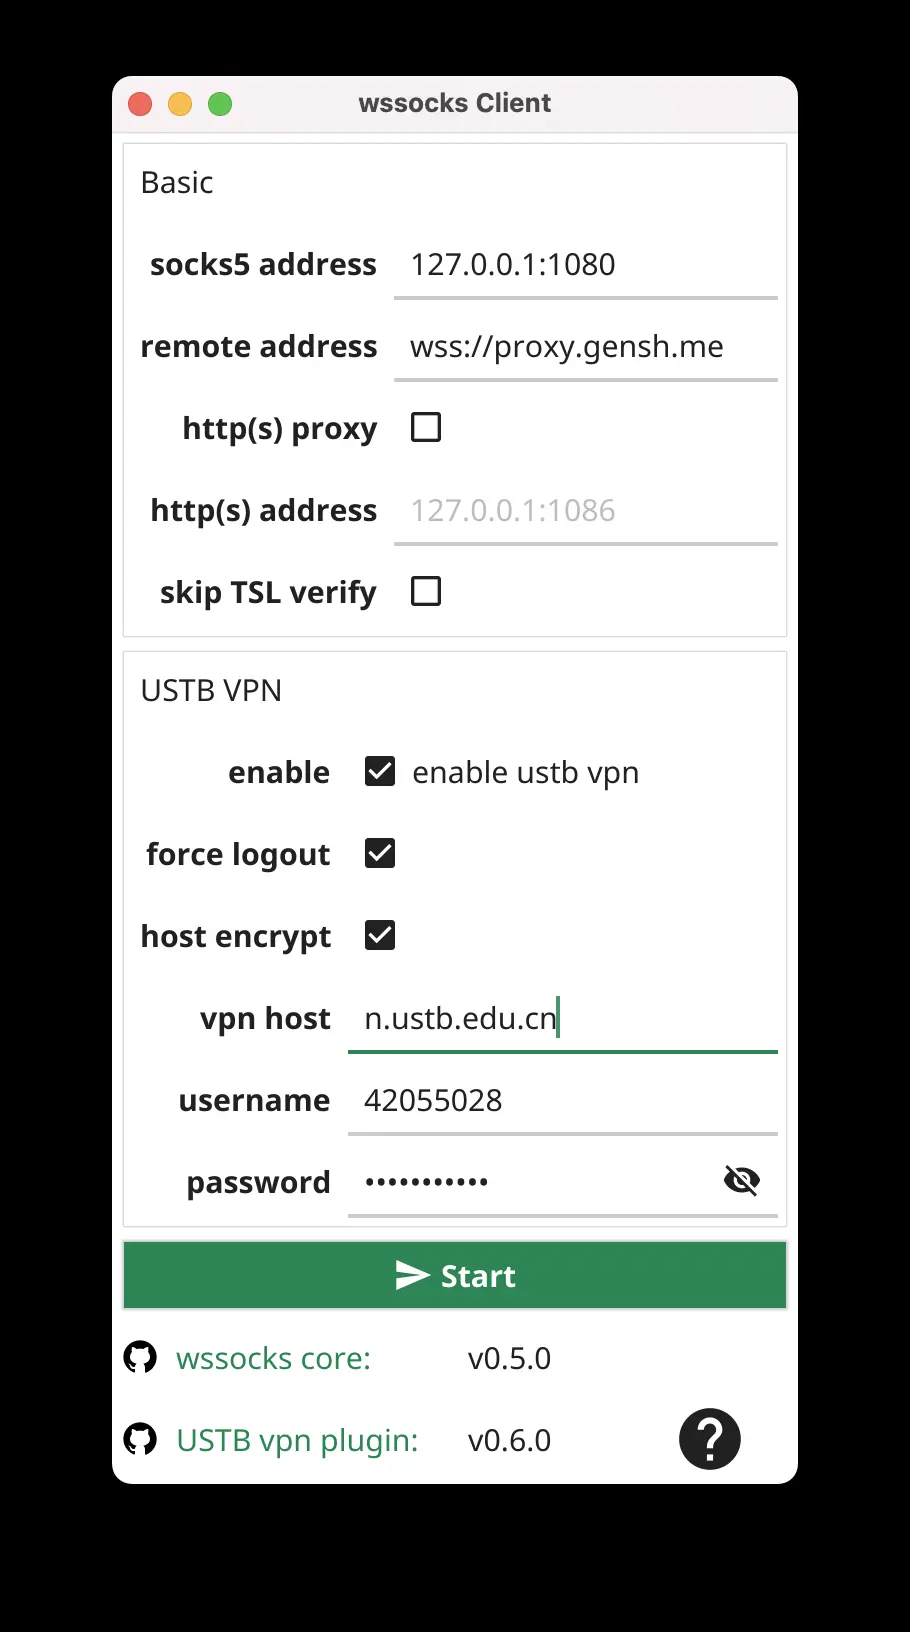 wssocks Client
Basic
socks5 address 127.0.0.1:1080
remote address wss://proxy.gensh.me
http(s) proxy
http(s) address 127.0.0.1:1086
skip TSL verify
USTB VPN
enable enable ustb vpn
force logout
host encrypt
vpn host n.ustb.edu.cn
username 42055028
password •••••••••••
Start
wssocks core: v0.5.0
USTB vpn plugin: v0.6.0